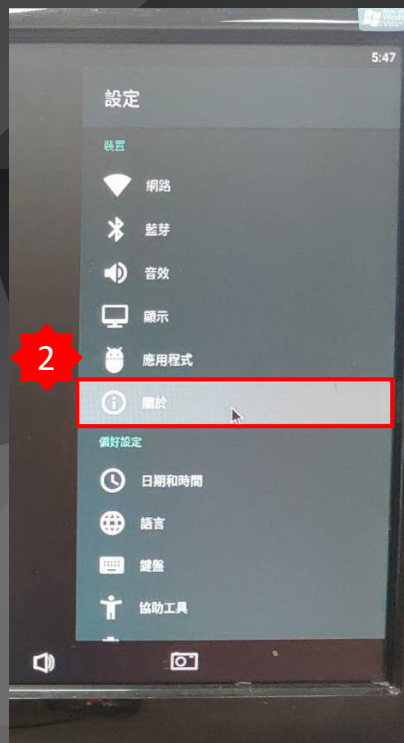 5:47
設定
裝置
網路
藍芽
音效
顯示
2
應用程式
關於
偏好設定
日期和時間
語言
鍵盤
協助工具